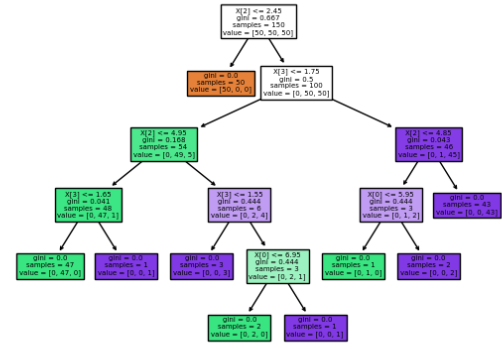 X[2] <= 2.45
gini = 0.667
samples = 150
value = [50, 50, 50]
gini = 0.0
samples = 50
value = [50, 0, 0]
X[3] <= 1.75
gini = 0.5
samples = 100
value = [0, 50, 50]
X[2] <= 4.95
gini = 0.168
samples = 54
value = [0, 49, 5]
X[2] <= 4.85
gini = 0.043
samples = 46
value = [0, 1, 45]
X[3] <= 1.65
gini = 0.041
samples = 48
value = [0, 47, 1]
X[3] <= 1.55
gini = 0.444
samples = 6
value = [0, 2, 4]
X[0] <= 5.95
gini = 0.444
samples = 3
value = [0, 1, 2]
gini = 0.0
samples = 43
value = [0, 0, 43]
gini = 0.0
samples = 47
value = [0, 47, 0]
gini = 0.0
samples = 1
value = [0, 0, 1]
gini = 0.0
samples = 3
value = [0, 0, 3]
X[0] <= 6.95
gini = 0.444
samples = 3
value = [0, 2, 1]
gini = 0.0
samples = 1
value = [0, 1, 0]
gini = 0.0
samples = 2
value = [0, 0, 2]
gini = 0.0
samples = 2
value = [0, 2, 0]
gini = 0.0
samples = 1
value = [0, 0, 1]